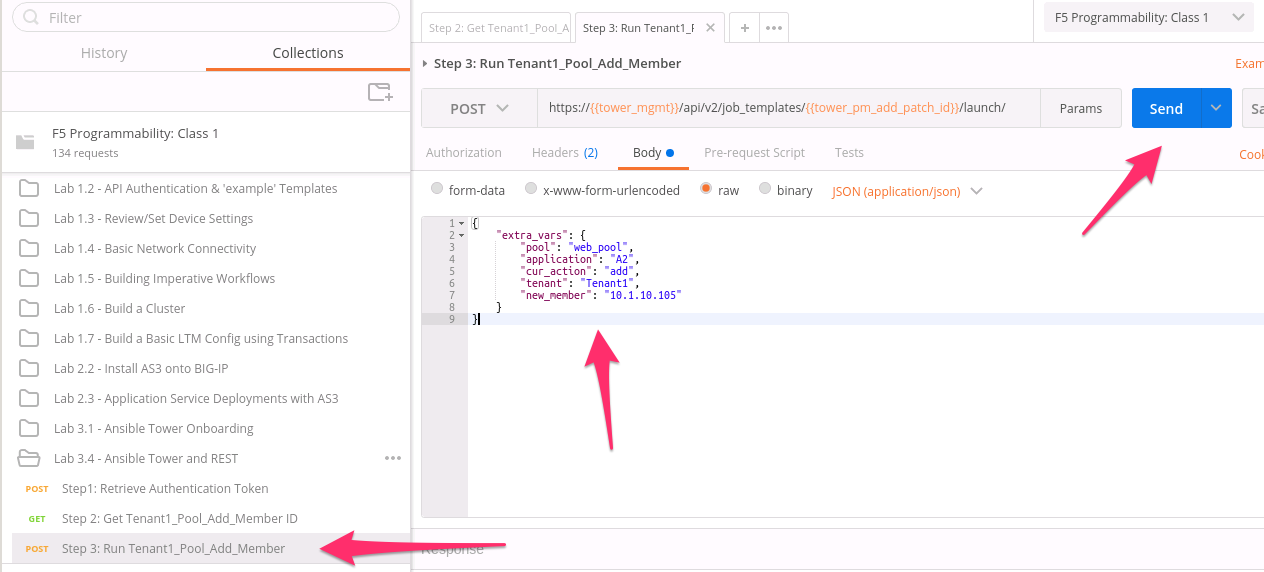 Filter
History
Collections
F5 Programmability: Class 1
134 requests
Lab 1.2 - API Authentication & 'example' Templates
Lab 1.3 - Review/Set Device Settings
Lab 1.4 - Basic Network Connectivity
Lab 1.5 - Building Imperative Workflows
Lab 1.6 - Build a Cluster
Lab 1.7 - Build a Basic LTM Config using Transactions
Lab 2.2 - Install AS3 onto BIG-IP
Lab 2.3 - Application Service Deployments with AS3
Lab 3.1 - Ansible Tower Onboarding
Lab 3.4 - Ansible Tower and REST
POST Step1: Retrieve Authentication Token
GET Step 2: Get Tenant1_Pool_Add_Member ID
POST Step 3: Run Tenant1_Pool_Add_Member
Step 2: Get Tenant1_Pool_A
Step 3: Run Tenant1_F
F5 Programmability: Class 1
Step 3: Run Tenant1_Pool_Add_Member
Exam
POST https://{{tower_mgmt}}/api/v2/job_templates/{{tower_pm_add_patch_id}}/launch/ Params Send Sa
Authorization Headers (2) Body Pre-request Script Tests Cook
form-data x-www-form-urlencoded raw binary JSON (application/json)
1 {
2 "extra_vars": {
3 "pool": "web_pool",
4 "application": "A2",
5 "cur_action": "add",
6 "tenant": "Tenant1",
7 "new_member": "10.1.10.105"
8 }
9 }
Response